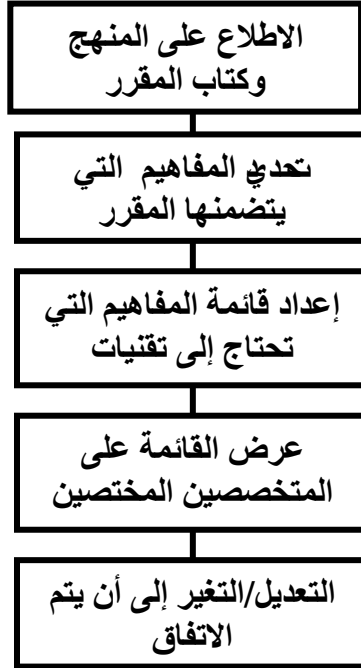 الاطلاع على المنهج
وكتاب المقرر
تحديد المفاهيم التي
يتضمنها المقرر
إعداد قائمة المفاهيم التي
تحتاج إلى تقنيات
عرض القائمة على
المتخصصين المختصين
التعديل/التغير إلى أن يتم
الاتفاق